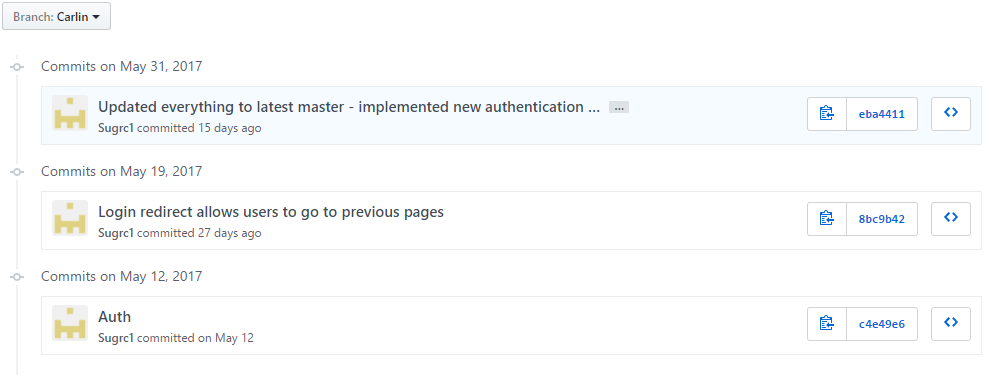 Branch: Carlin
Commits on May 31, 2017
Updated everything to latest master - implemented new authentication ... ...
Sugrc1 committed 15 days ago
eba4411
Commits on May 19, 2017
Login redirect allows users to go to previous pages
Sugrc1 committed 27 days ago
8bc9b42
Commits on May 12, 2017
Auth
Sugrc1 committed on May 12
c4e49e6